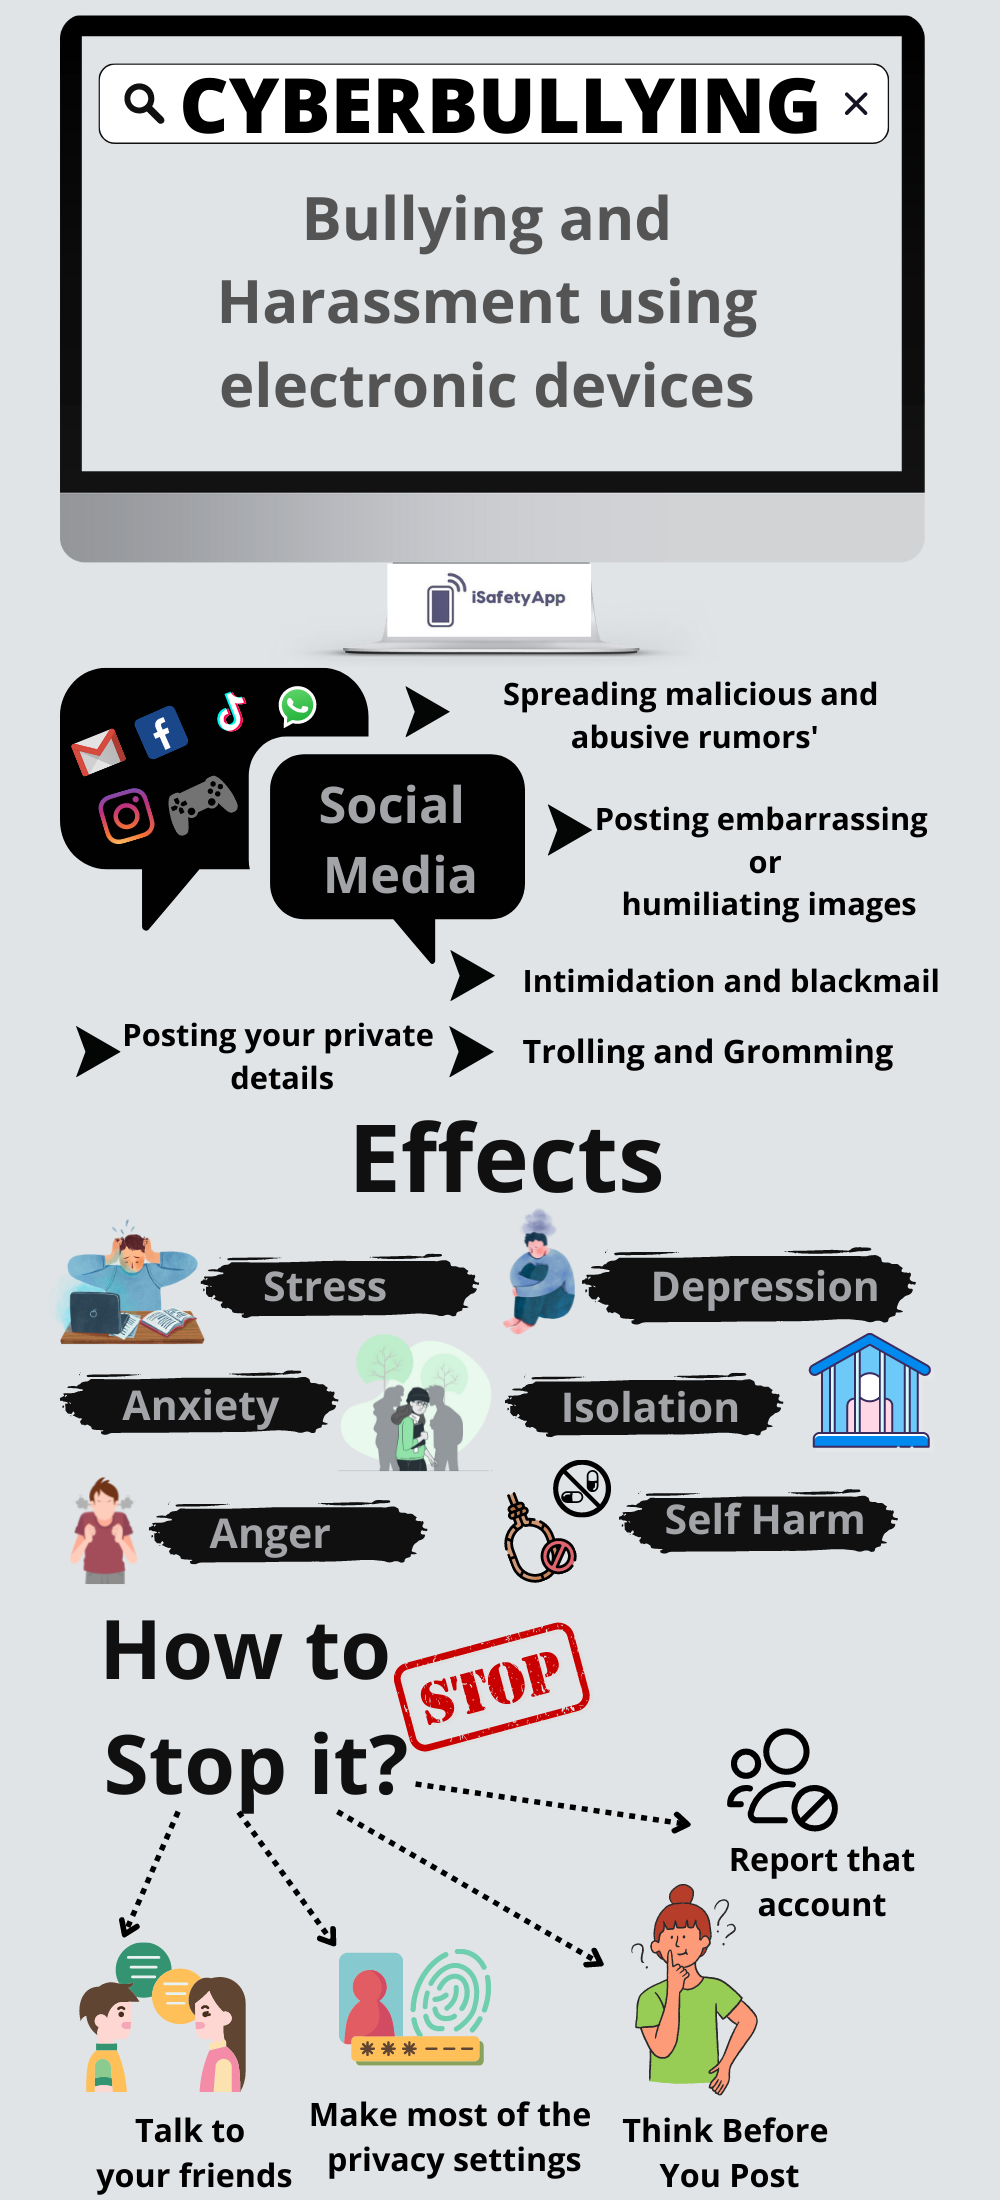 CYBERBULLYING
Bullying and
Harassment using
electronic devices
iSafetyApp
Social
Media
Spreading malicious and
abusive rumors'
Posting embarrassing
or
humiliating images
Intimidation and blackmail
Posting your private
details
Trolling and Gromming
Effects
Stress
Depression
Anxiety
Isolation
Anger
Self Harm
How to
STOP
Stop it?
Report that
account
Talk to
your friends
***---
Make most of the
privacy settings
Think Before
You Post